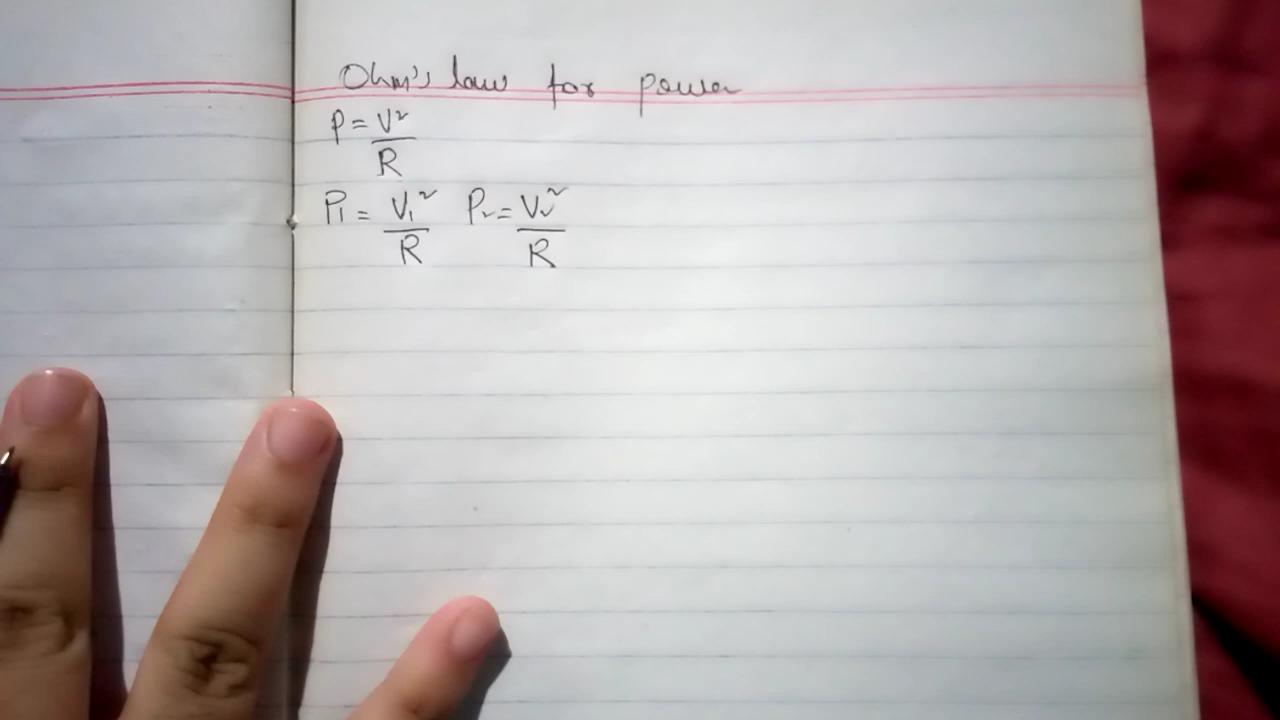 Ohm's law for power
P = V²/R
P₁ = V₁²/R P₂ = V₂²/R